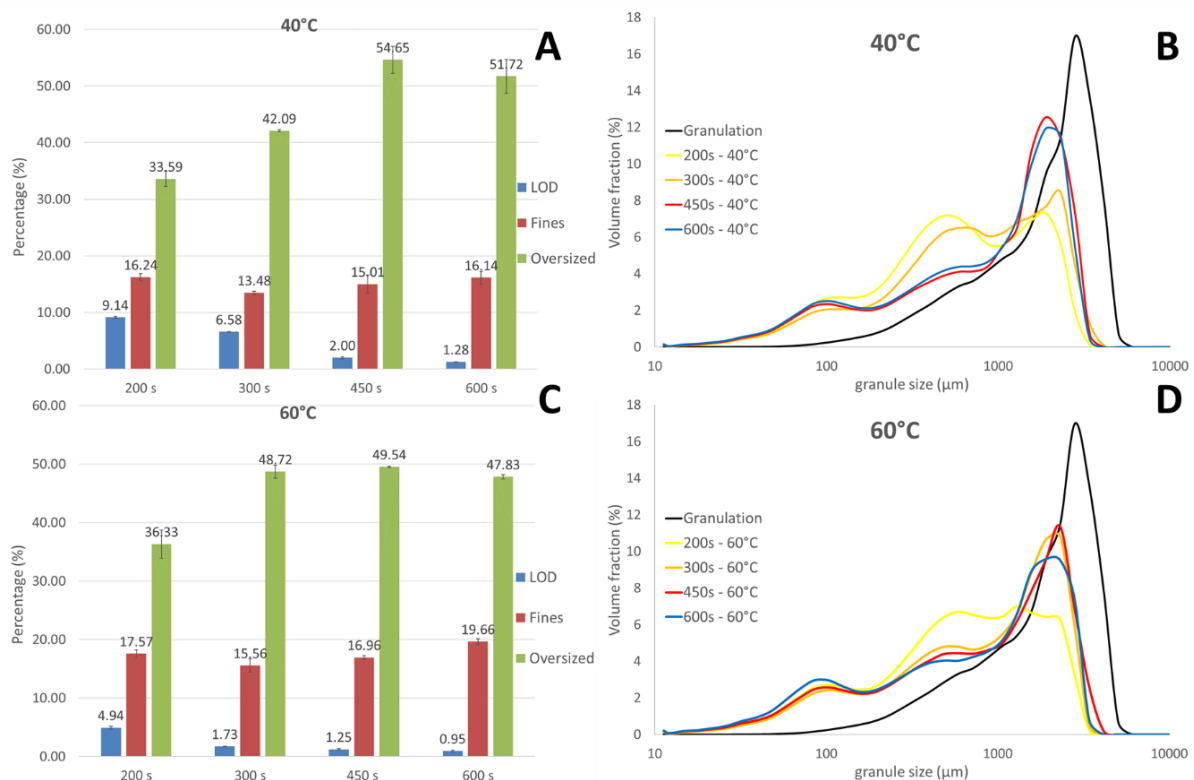 40°C
A
60.00
50.00
40.00
30.00
20.00
10.00
0.00
Percentage (%)
9.14
16.24
33.59
6.58
13.48
42.09
2.00
15.01
54.65
1.28
16.14
51.72
LOD
Fines
Oversized
200 s
300 s
450 s
600 s
40°C
B
18
16
14
12
10
8
6
4
2
0
Volume fraction (%)
Granulation
200s - 40°C
300s - 40°C
450s - 40°C
600s - 40°C
10
100
1000
10000
granule size (µm)
60°C
C
60.00
50.00
40.00
30.00
20.00
10.00
0.00
Percentage (%)
4.94
17.57
36.33
1.73
15.56
48.72
1.25
16.96
49.54
0.95
19.66
47.83
LOD
Fines
Oversized
200 s
300 s
450 s
600 s
60°C
D
18
16
14
12
10
8
6
4
2
0
Volume fraction (%)
Granulation
200s - 60°C
300s - 60°C
450s - 60°C
600s - 60°C
10
100
1000
10000
granule size (µm)